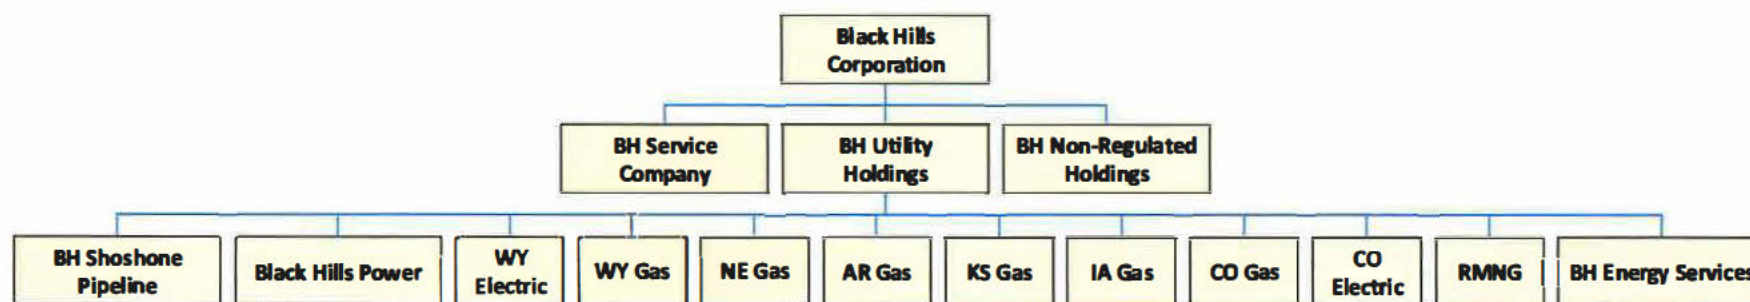 Black Hills
Corporation
BH Service
Company
BH Utility
Holdings
BH Non-Regulated
Holdings
BH Shoshone
Pipeline
Black Hills Power
WY
Electric
WY Gas
NE Gas
AR Gas
KS Gas
IA Gas
CO Gas
CO
Electric
RMNG
BH Energy Services